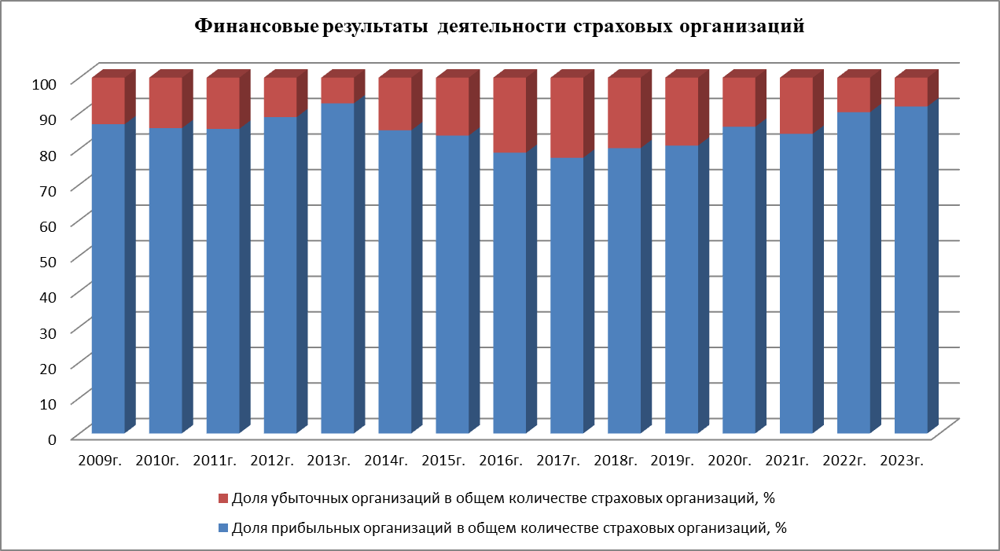 Финансовые результаты деятельности страховых организаций
100
90
80
70
60
50
40
30
20
10
0
2009г. 2010г. 2011г. 2012г. 2013г. 2014г. 2015г. 2016г. 2017г. 2018г. 2019г. 2020г. 2021г. 2022г. 2023г.
Доля убыточных организаций в общем количестве страховых организаций, %
Доля прибыльных организаций в общем количестве страховых организаций, %